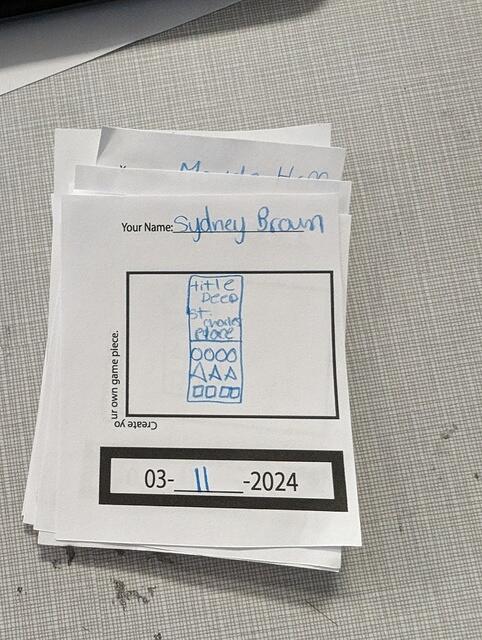 Your Name: Sydney Brown
title
Deed
St.
Charles
Place
Create yo
ur own game piece.
03- 11 -2024